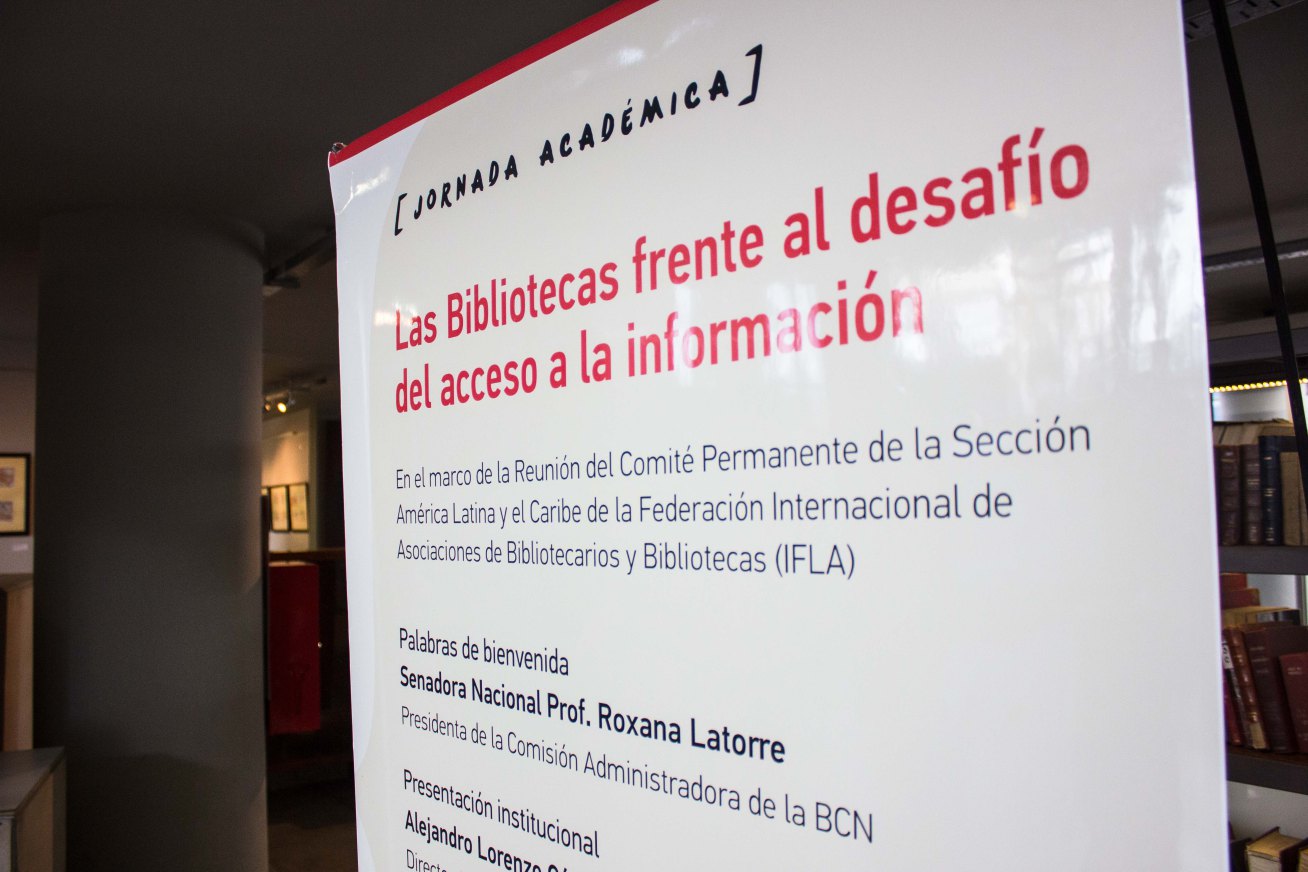 [JORNADA ACADÉMICA]
Las Bibliotecas frente al desafío
del acceso a la información
En el marco de la Reunión del Comité Permanente de la Sección
América Latina y el Caribe de la Federación Internacional de
Asociaciones de Bibliotecarios y Bibliotecas (IFLA)
Palabras de bienvenida
Senadora Nacional Prof. Roxana Latorre
Presidenta de la Comisión Administradora de la BCN
Presentación institucional
Alejandro Lorenzo